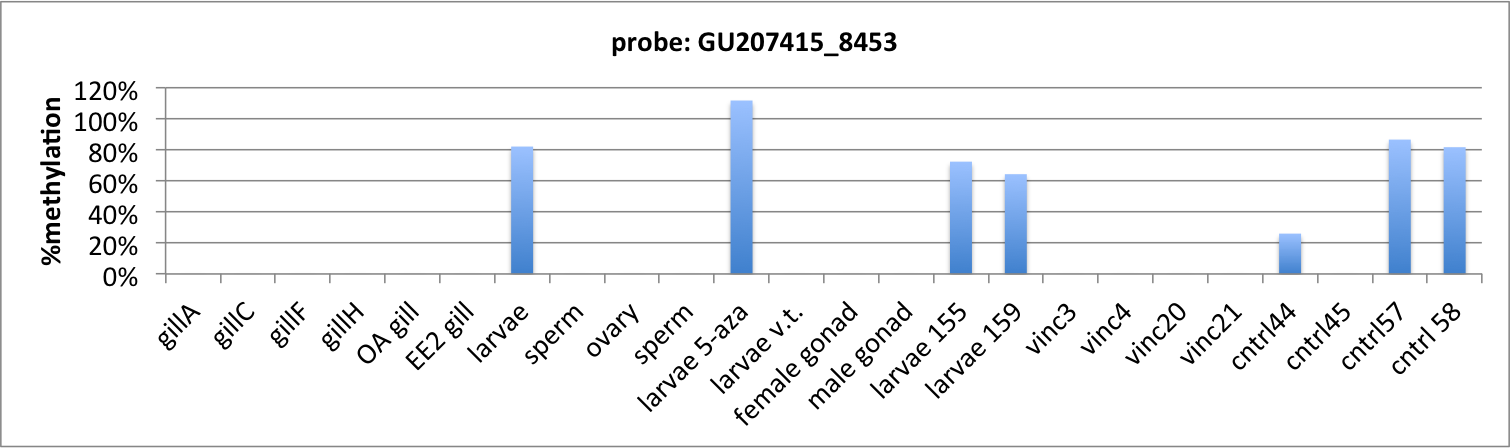 probe: GU207415_8453
%methylation
120%
100%
80%
60%
40%
20%
0%
gillA
gillC
gillF
gillH
OA gill
EE2 gill
larvae
sperm
ovary
sperm
larvae 5-aza
larvae v.t.
female gonad
male gonad
larvae 155
larvae 159
vinc3
vinc4
vinc20
vinc21
cntrl44
cntrl45
cntrl57
cntrl 58